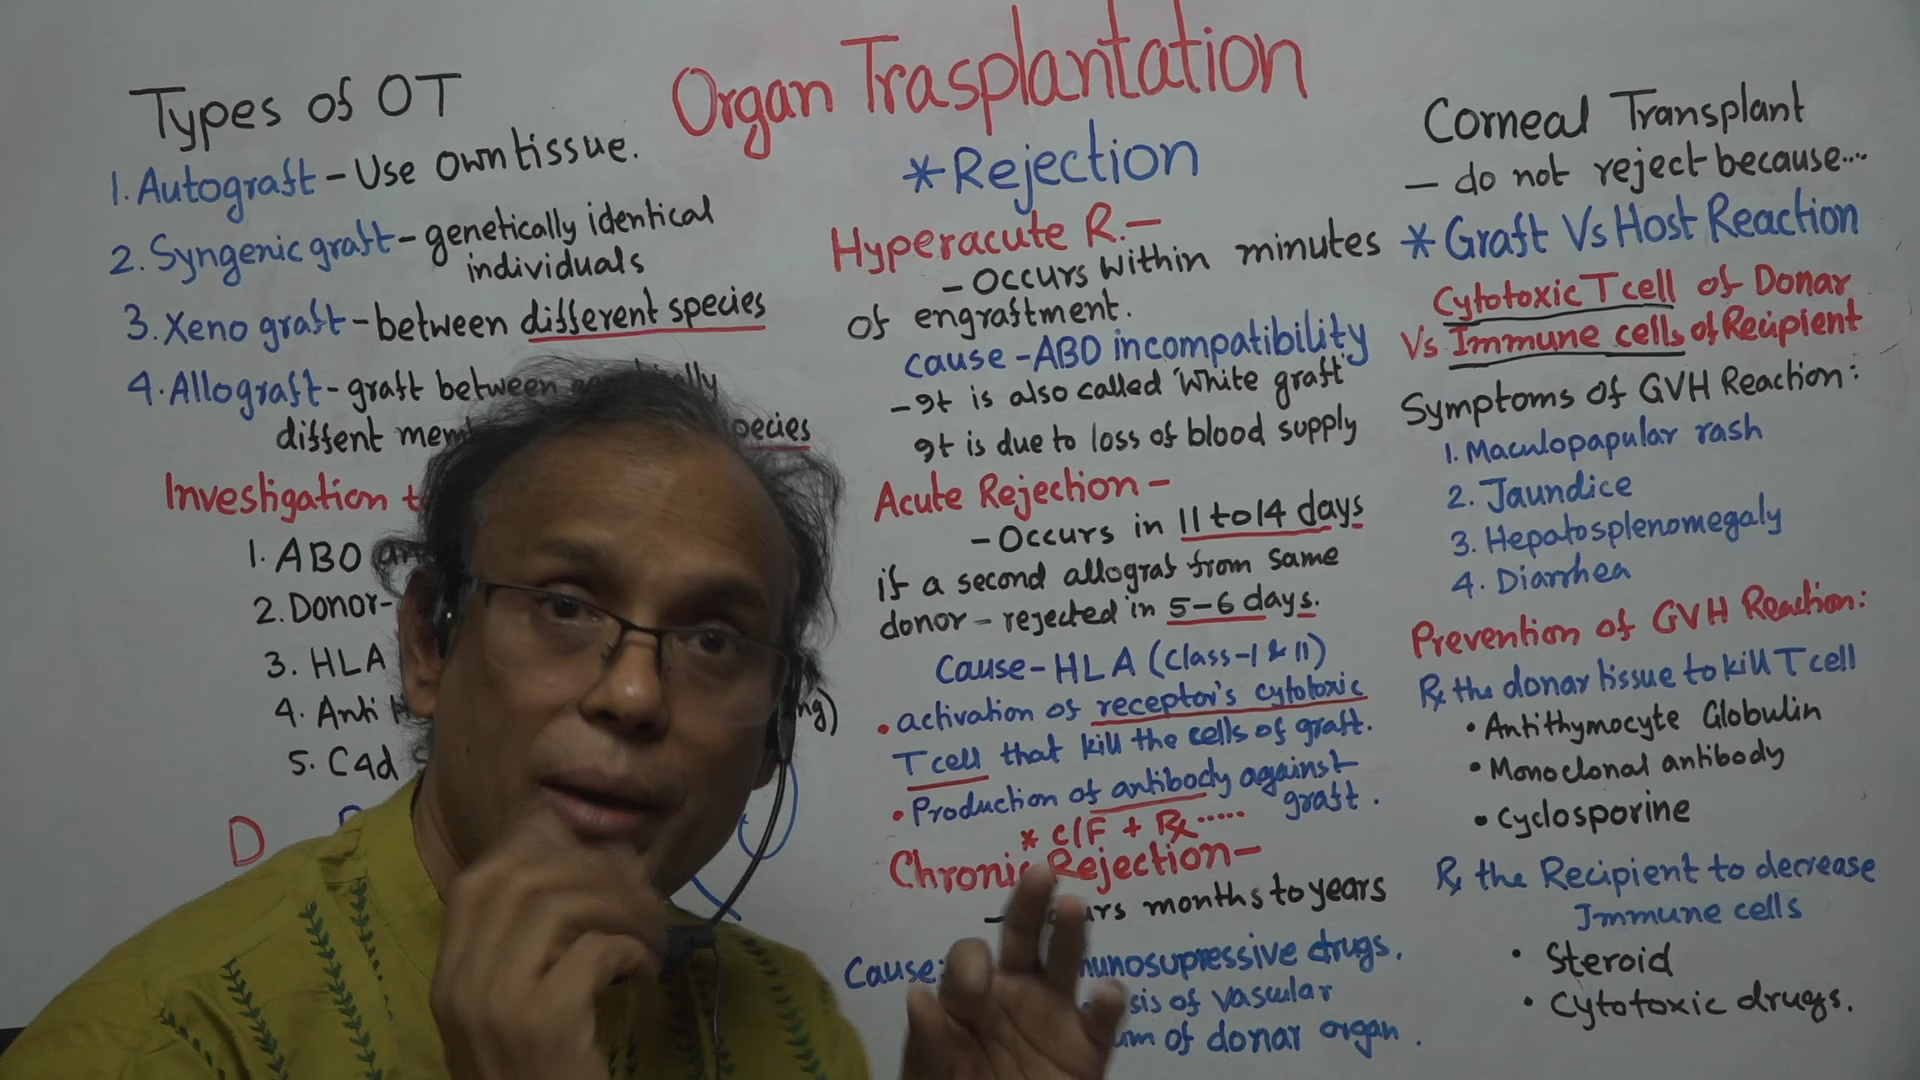 Organ Trasplantation
Types of OT
1. Autograft - Use Own tissue.
2. Syngenic graft - genetically identical
individuals
3. Xeno graft - between different species
4. Allograft - graft between
diffent species
Investigation
1. ABO
2. Donor-
3. HLA
4. Anti
5. C4d
D
* Rejection
Hyperacute R. -
- Occurs within minutes
of engraftment.
cause - ABO incompatibility
- It is also called 'White graft'
It is due to loss of blood supply
Acute Rejection -
- Occurs in 11 to 14 days
if a second allograf from same
donor - rejected in 5-6 days.
Cause - HLA (class-I & II)
• activation of receptor's cytotoxic
T cell that kill the cells of graft.
• Production of antibody against
graft.
* C/F + Rx .....
Chronic Rejection -
- months to years
Cause: drugs.
of vascular
of donar organ.
Corneal Transplant
- do not reject because....
* Graft Vs Host Reaction
Cytotoxic T cell of Donar
Vs Immune cells of Recipient
Symptoms of GVH Reaction:
1. Maculopapular rash
2. Jaundice
3. Hepatosplenomegaly
4. Diarrhea
Prevention of GVH Reaction:
Rx the donar tissue to kill T cell
• Antithymocyte Globulin
• Monoclonal antibody
• Cyclosporine
Rx the Recipient to decrease
Immune cells
• Steroid
• Cytotoxic drugs.